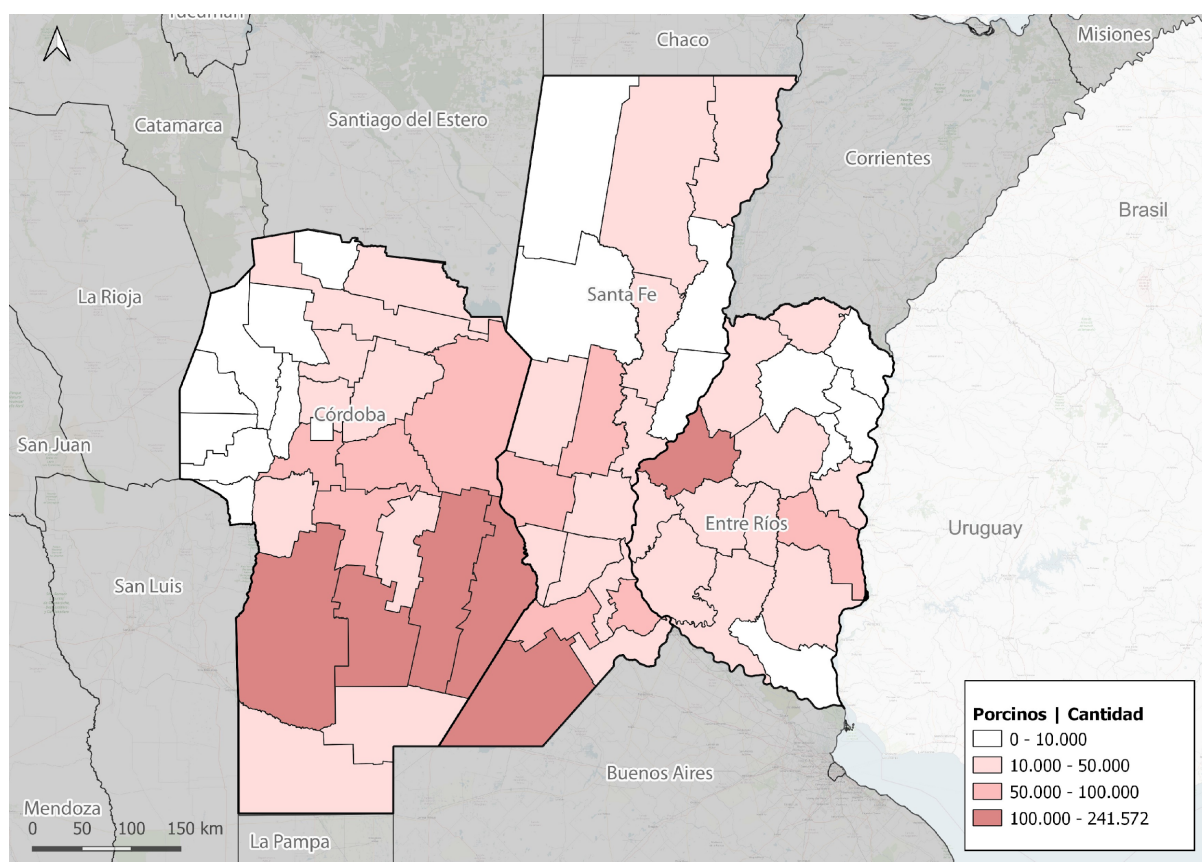 Tucumán
Chaco
Misiones
Catamarca
Santiago del Estero
Corrientes
Brasil
La Rioja
Santa Fe
Córdoba
San Juan
Entre Ríos
Uruguay
San Luis
Buenos Aires
Mendoza
La Pampa
0 50 100 150 km
Porcinos | Cantidad
0 - 10.000
10.000 - 50.000
50.000 - 100.000
100.000 - 241.572